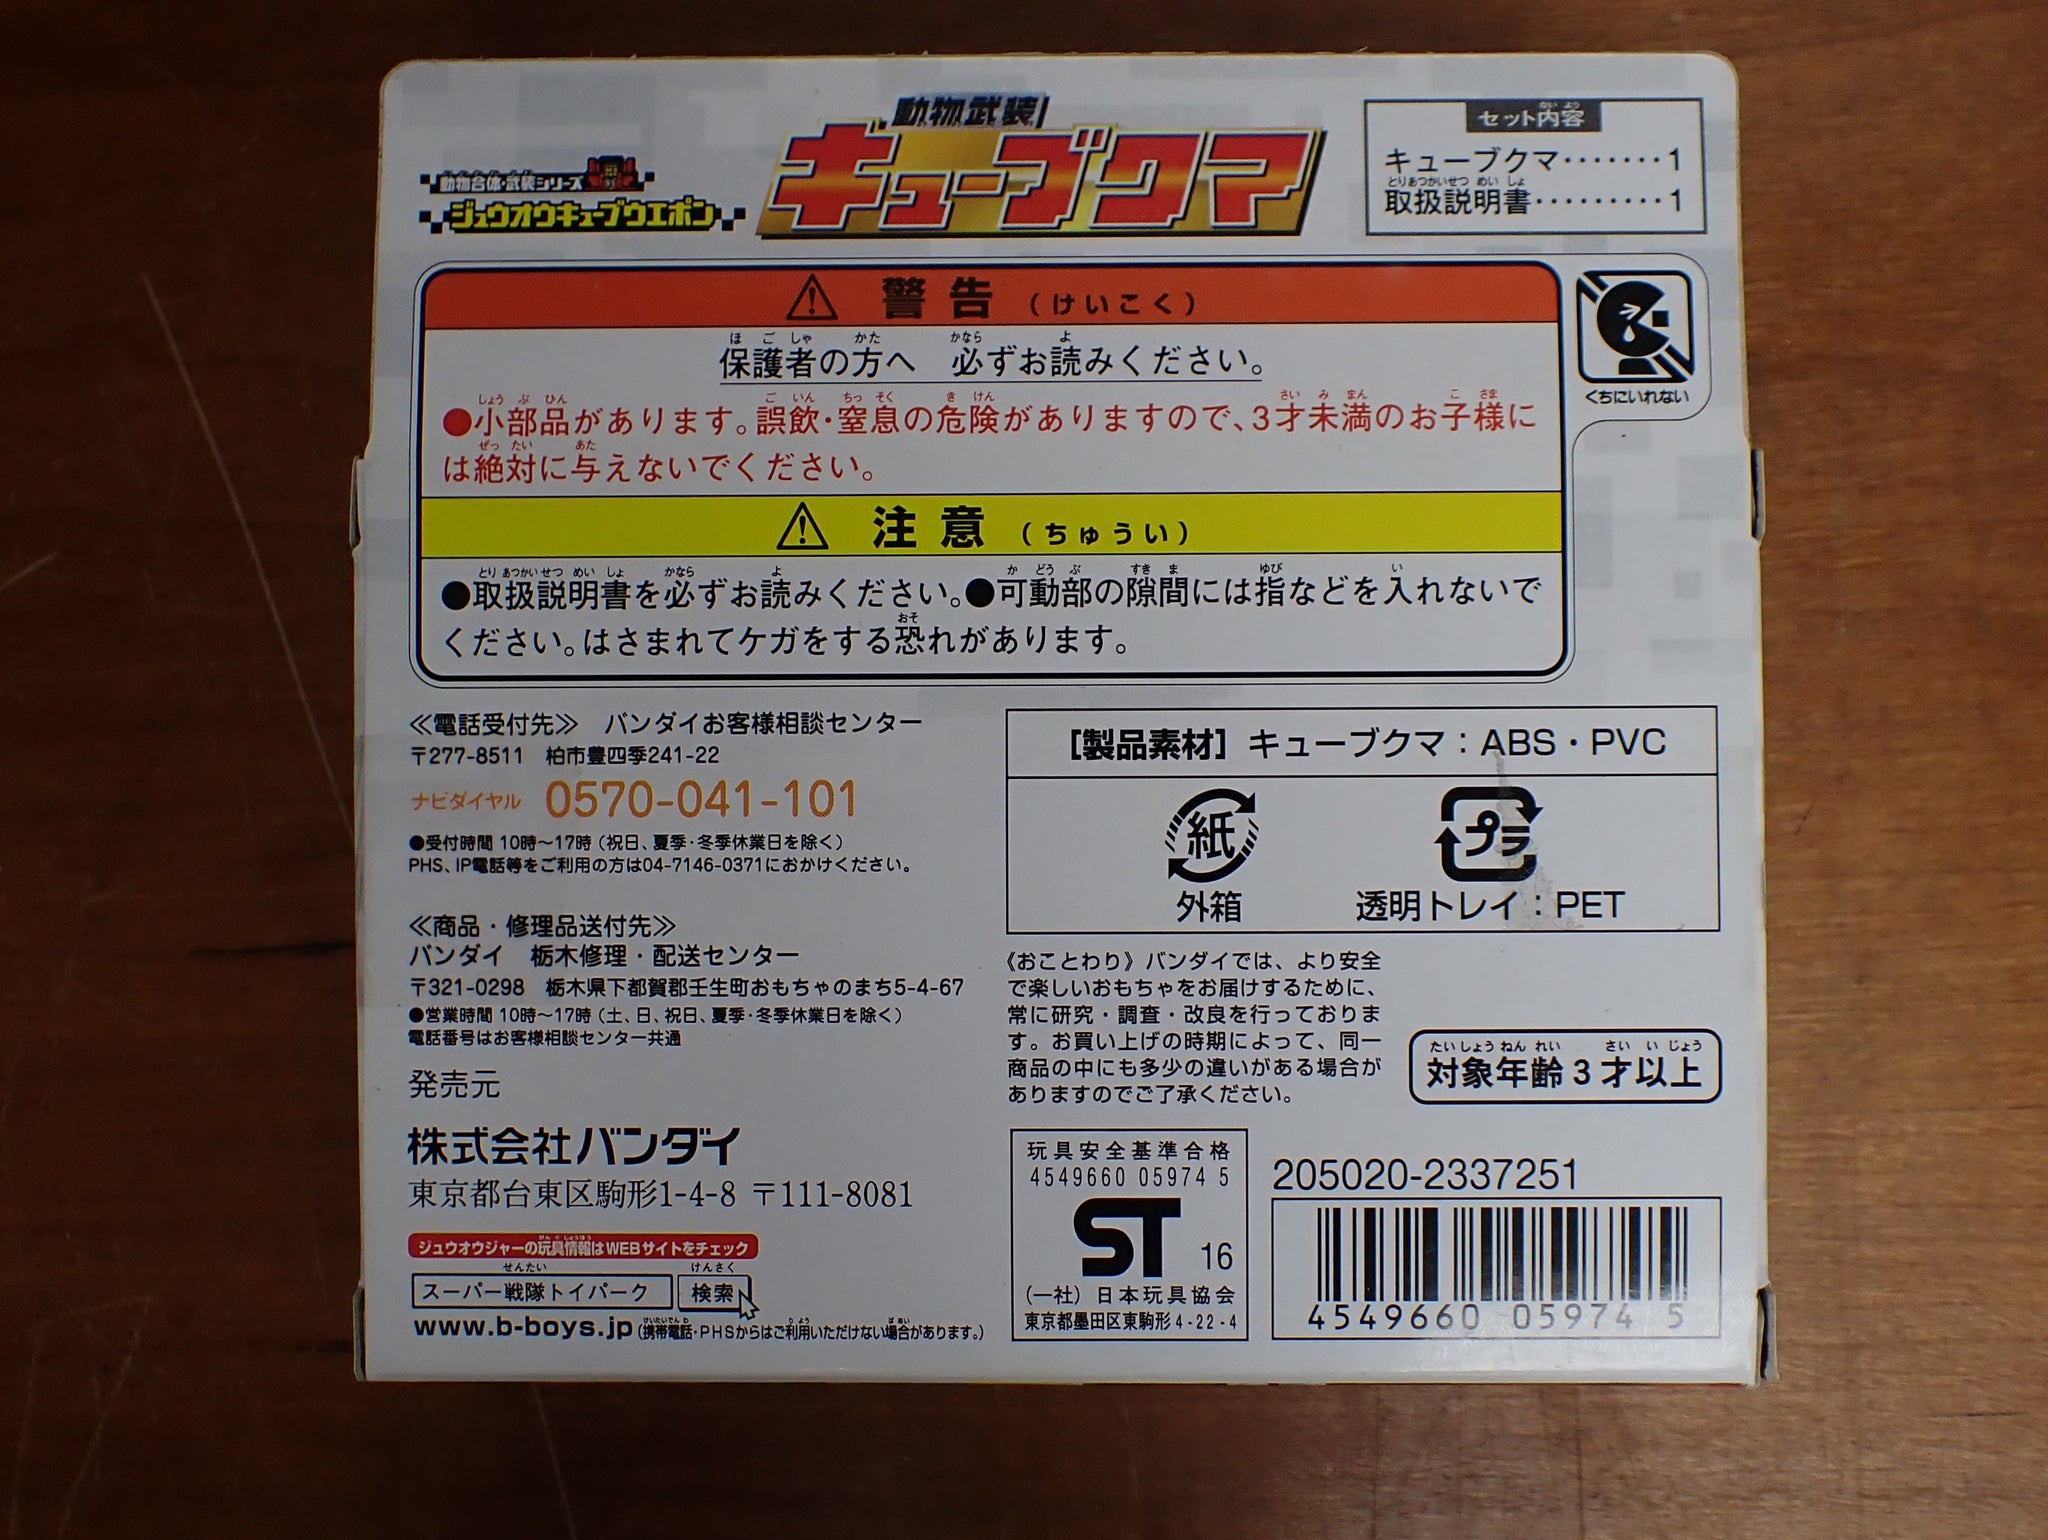 動物合体・武装シリーズ
ジュウオウキューブウエポン
動物武装!
キューブクマ
セット内容
キューブクマ・・・・・・・1
取扱説明書・・・・・・・・・1
警告(けいこく)
保護者の方へ 必ずお読みください。
●小部品があります。誤飲・窒息の危険がありますので、3才未満のお子様に
は絶対に与えないでください。
くちにいれない
注意(ちゅうい)
●取扱説明書を必ずお読みください。●可動部の隙間には指などを入れないで
ください。はさまれてケガをする恐れがあります。
≪電話受付先≫ バンダイお客様相談センター
〒277-8511 柏市豊四季241-22
ナビダイヤル 0570-041-101
●受付時間 10時〜17時(祝日、夏季・冬季休業日を除く)
PHS、IP電話等をご利用の方は04-7146-0371におかけください。
≪商品・修理品送付先≫
バンダイ 栃木修理・配送センター
〒321-0298 栃木県下都賀郡壬生町おもちゃのまち5-4-67
●営業時間 10時〜17時(土、日、祝日、夏季・冬季休業日を除く)
電話番号はお客様相談センター共通
発売元
株式会社バンダイ
東京都台東区駒形1-4-8 〒111-8081
ジュウオウジャーの玩具情報はWEBサイトをチェック
スーパー戦隊トイパーク 検索
www.b-boys.jp(携帯電話・PHSからはご利用いただけない場合があります。)
[製品素材] キューブクマ:ABS・PVC
紙
外箱
プラ
透明トレイ:PET
《おことわり》バンダイでは、より安全
で楽しいおもちゃをお届けするために、
常に研究・調査・改良を行っておりま
す。お買い上げの時期によって、同一
商品の中にも多少の違いがある場合が
ありますのでご了承ください。
対象年齢3才以上
玩具安全基準合格
4549660 05974 5
ST 16
(一社)日本玩具協会
東京都墨田区東駒形4-22-4
205020-2337251
4549660 05974 5